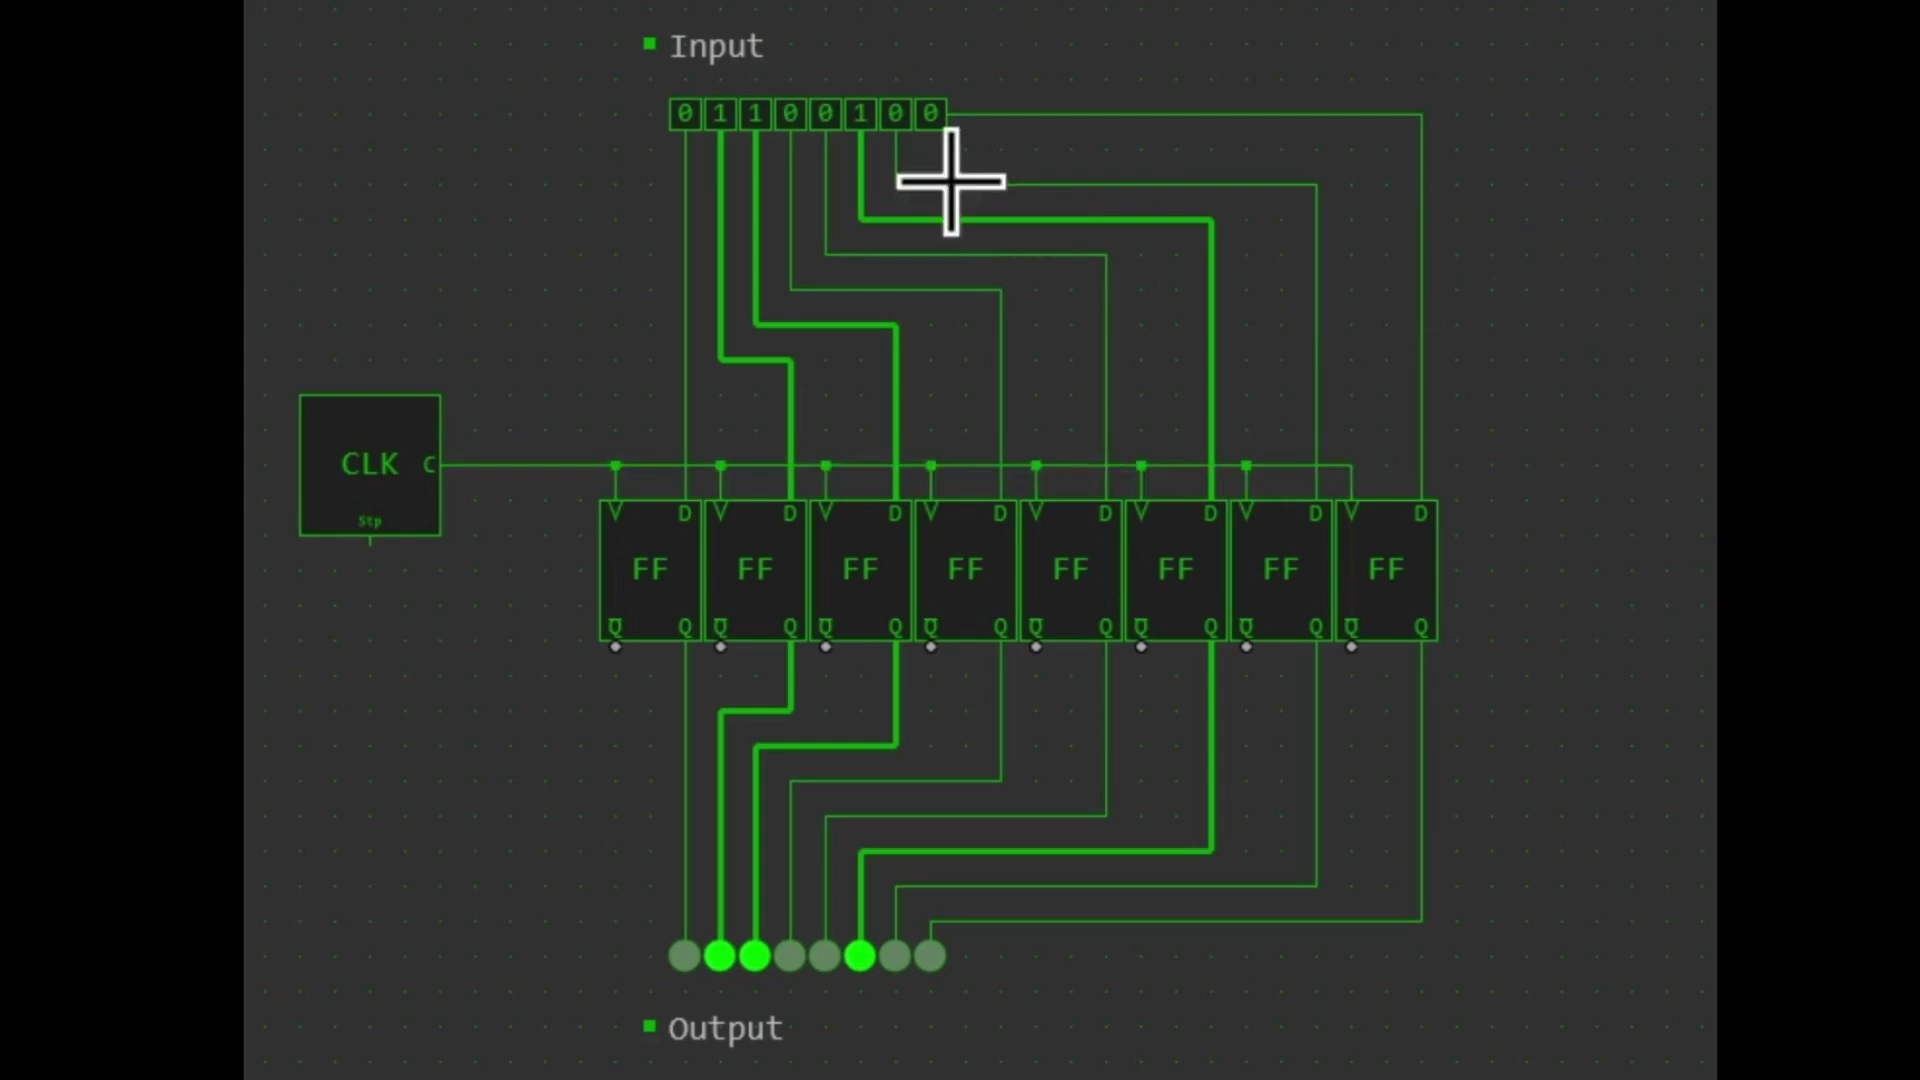 Input
0 1 1 0 0 1 0 0
CLK C
Stp
V D V D V D V D V D V D V D V D
FF FF FF FF FF FF FF FF
Q̅ Q Q̅ Q Q̅ Q Q̅ Q Q̅ Q Q̅ Q Q̅ Q Q̅ Q
Output